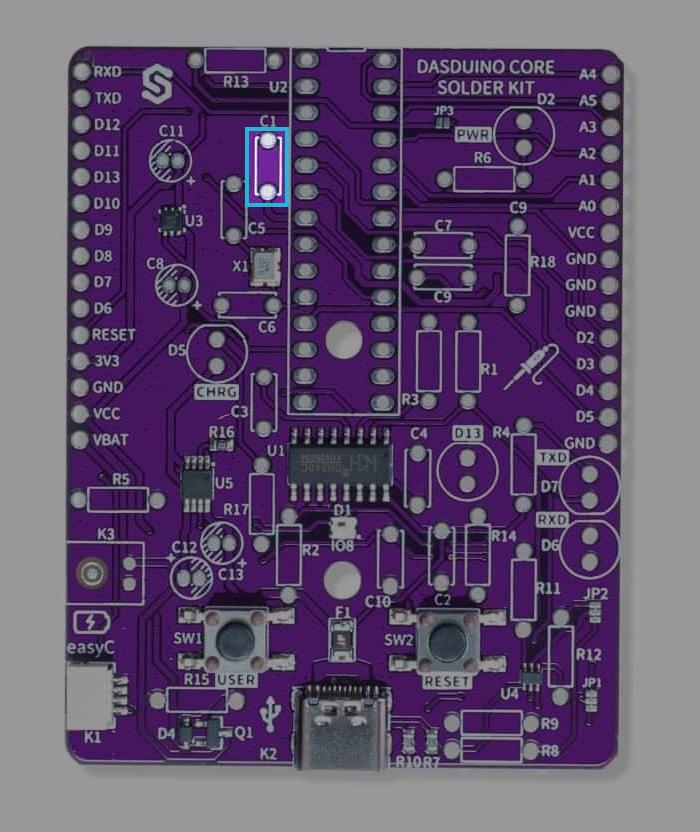 DASDUINO CORE
SOLDER KIT
RXD
TXD
D12
D11
D13
D10
D9
D8
D7
D6
RESET
3V3
GND
VCC
VBAT
R13
U2
C11
+
C1
U3
C5
X1
C8
+
C6
D5
CHRG
C3
R16
U1
CH340C
U5
R5
R17
K3
C12
+
C13
D1
IO8
R2
C10
C2
R14
SW1
USER
F1
SW2
RESET
easyC
K1
R15
D4
Q1
K2
R10
R7
R9
R8
U4
R12
JP1
JP2
R11
D6
RXD
D7
TXD
R4
D13
C4
R3
R1
C7
C9
C9
R18
R6
PWR
D2
JP3
A4
A5
A3
A2
A1
A0
VCC
GND
GND
GND
D2
D3
D4
D5
GND